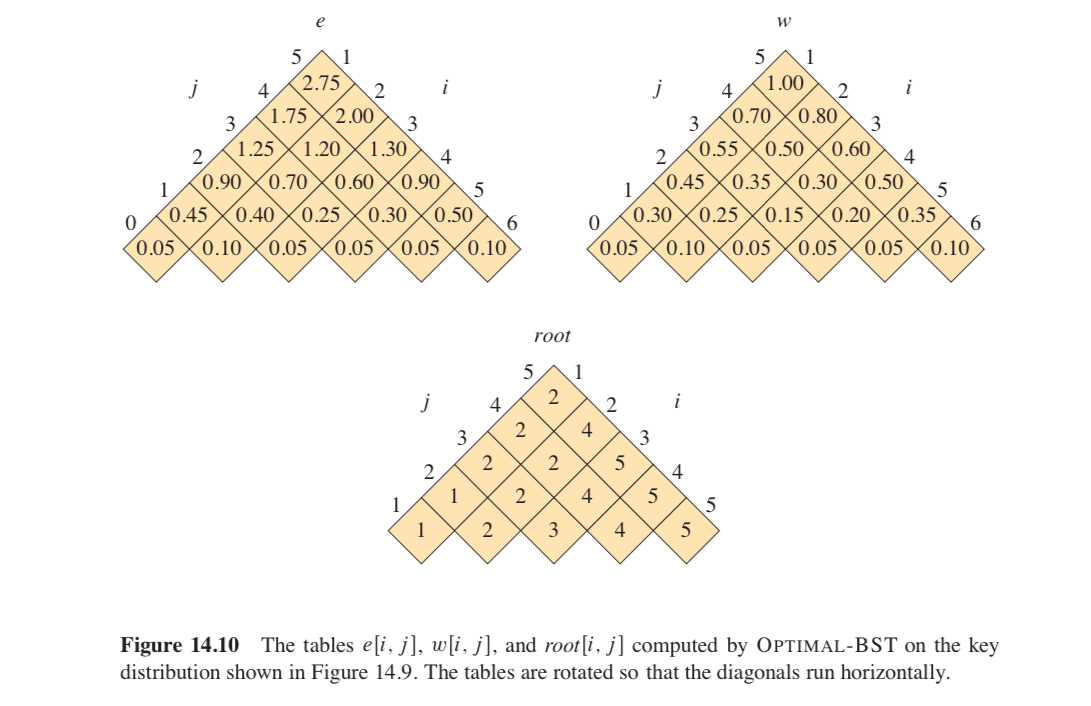 e w
5 1 5 1
2.75 1.00
j 4 2 i j 4 2 i
1.75 2.00 0.70 0.80
3 3 3 3
1.25 1.20 1.30 0.55 0.50 0.60
2 4 2 4
0.90 0.70 0.60 0.90 0.45 0.35 0.30 0.50
1 5 1 5
0.45 0.40 0.25 0.30 0.50 0.30 0.25 0.15 0.20 0.35
0 6 0 6
0.05 0.10 0.05 0.05 0.05 0.10 0.05 0.10 0.05 0.05 0.05 0.10
root
5 1
2
j 4 2 i
2 4
3 3
2 2 5
2 4
1 2 4 5
1 5
1 2 3 4 5
Figure 14.10 The tables e[i, j], w[i, j], and root[i, j] computed by OPTIMAL-BST on the key
distribution shown in Figure 14.9. The tables are rotated so that the diagonals run horizontally.